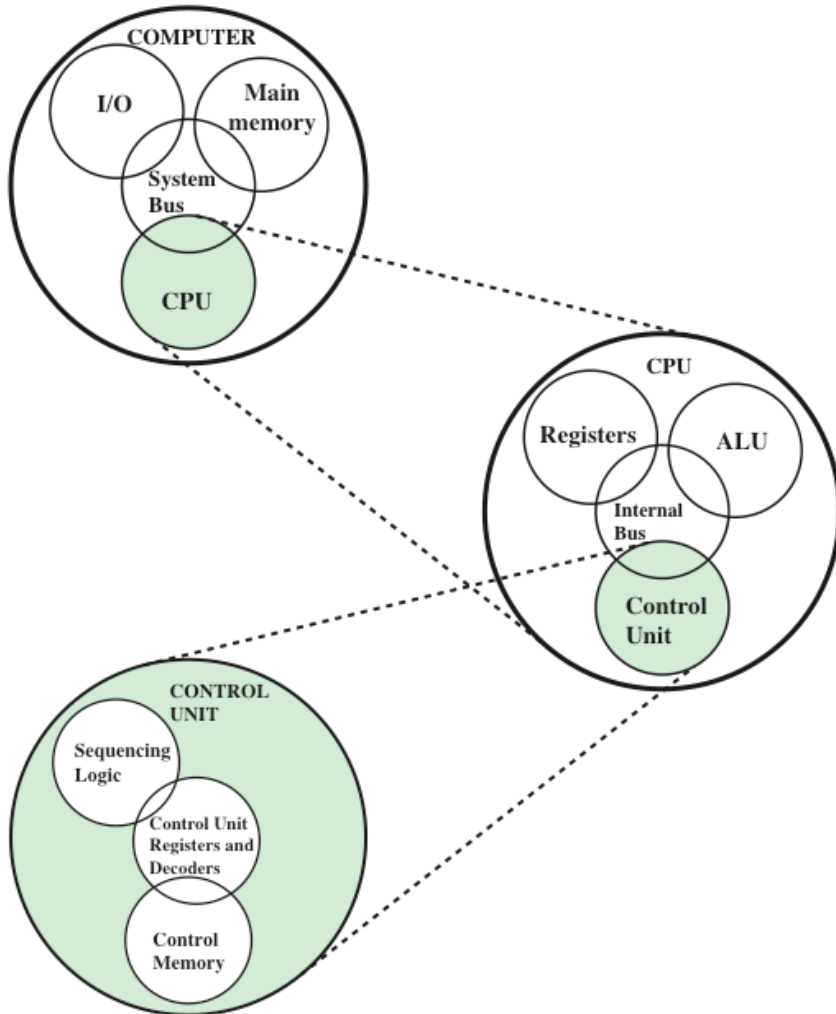 COMPUTER
I/O
Main
memory
System
Bus
CPU
CPU
Registers
ALU
Internal
Bus
Control
Unit
CONTROL
UNIT
Sequencing
Logic
Control Unit
Registers and
Decoders
Control
Memory